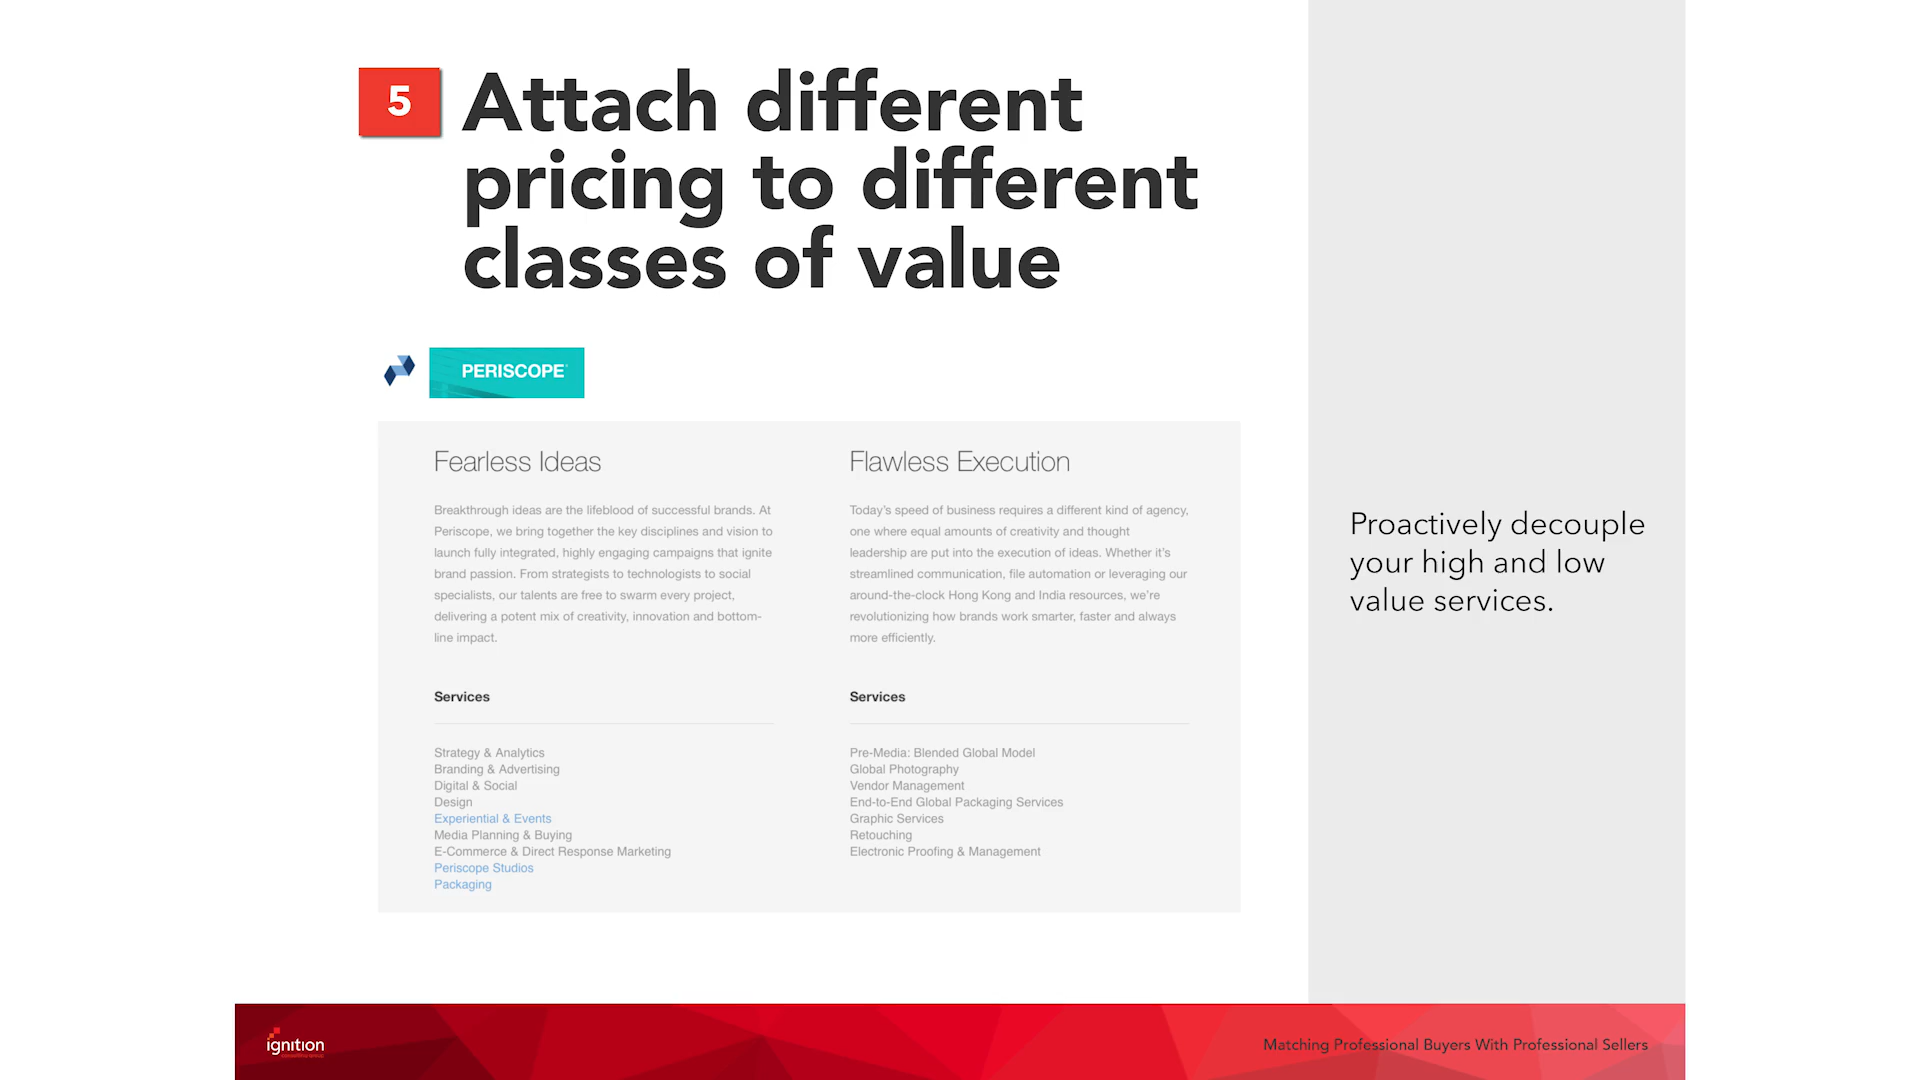 5
Attach different
pricing to different
classes of value
PERISCOPE
Fearless Ideas
Breakthrough ideas are the lifeblood of successful brands. At
Periscope, we bring together the key disciplines and vision to
launch fully integrated, highly engaging campaigns that ignite
brand passion. From strategists to technologists to social
specialists, our talents are free to swarm every project,
delivering a potent mix of creativity, innovation and bottom-
line impact.
Services
Strategy & Analytics
Branding & Advertising
Digital & Social
Design
Experiential & Events
Media Planning & Buying
E-Commerce & Direct Response Marketing
Periscope Studios
Packaging
Flawless Execution
Today's speed of business requires a different kind of agency,
one where equal amounts of creativity and thought
leadership are put into the execution of ideas. Whether it's
streamlined communication, file automation or leveraging our
around-the-clock Hong Kong and India resources, we're
revolutionizing how brands work smarter, faster and always
more efficiently.
Services
Pre-Media: Blended Global Model
Global Photography
Vendor Management
End-to-End Global Packaging Services
Graphic Services
Retouching
Electronic Proofing & Management
Proactively decouple
your high and low
value services.
ignition
Matching Professional Buyers With Professional Sellers